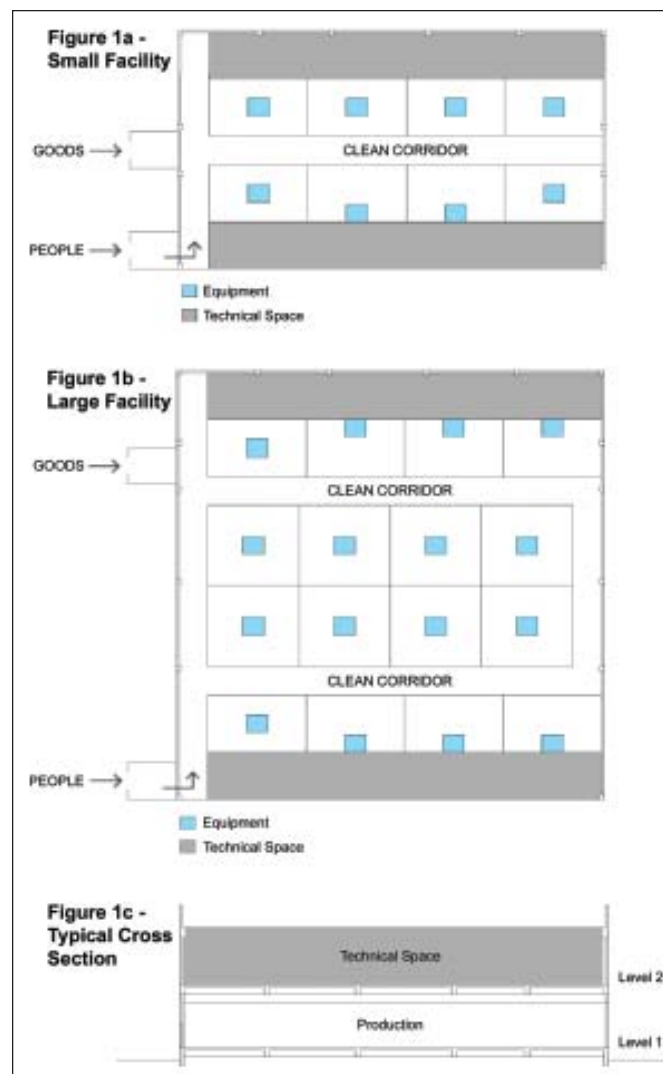 Figure 1a -
Small Facility
GOODS
CLEAN CORRIDOR
PEOPLE
Equipment
Technical Space
Figure 1b -
Large Facility
GOODS
CLEAN CORRIDOR
CLEAN CORRIDOR
PEOPLE
Equipment
Technical Space
Figure 1c -
Typical Cross
Section
Technical Space
Level 2
Production
Level 1